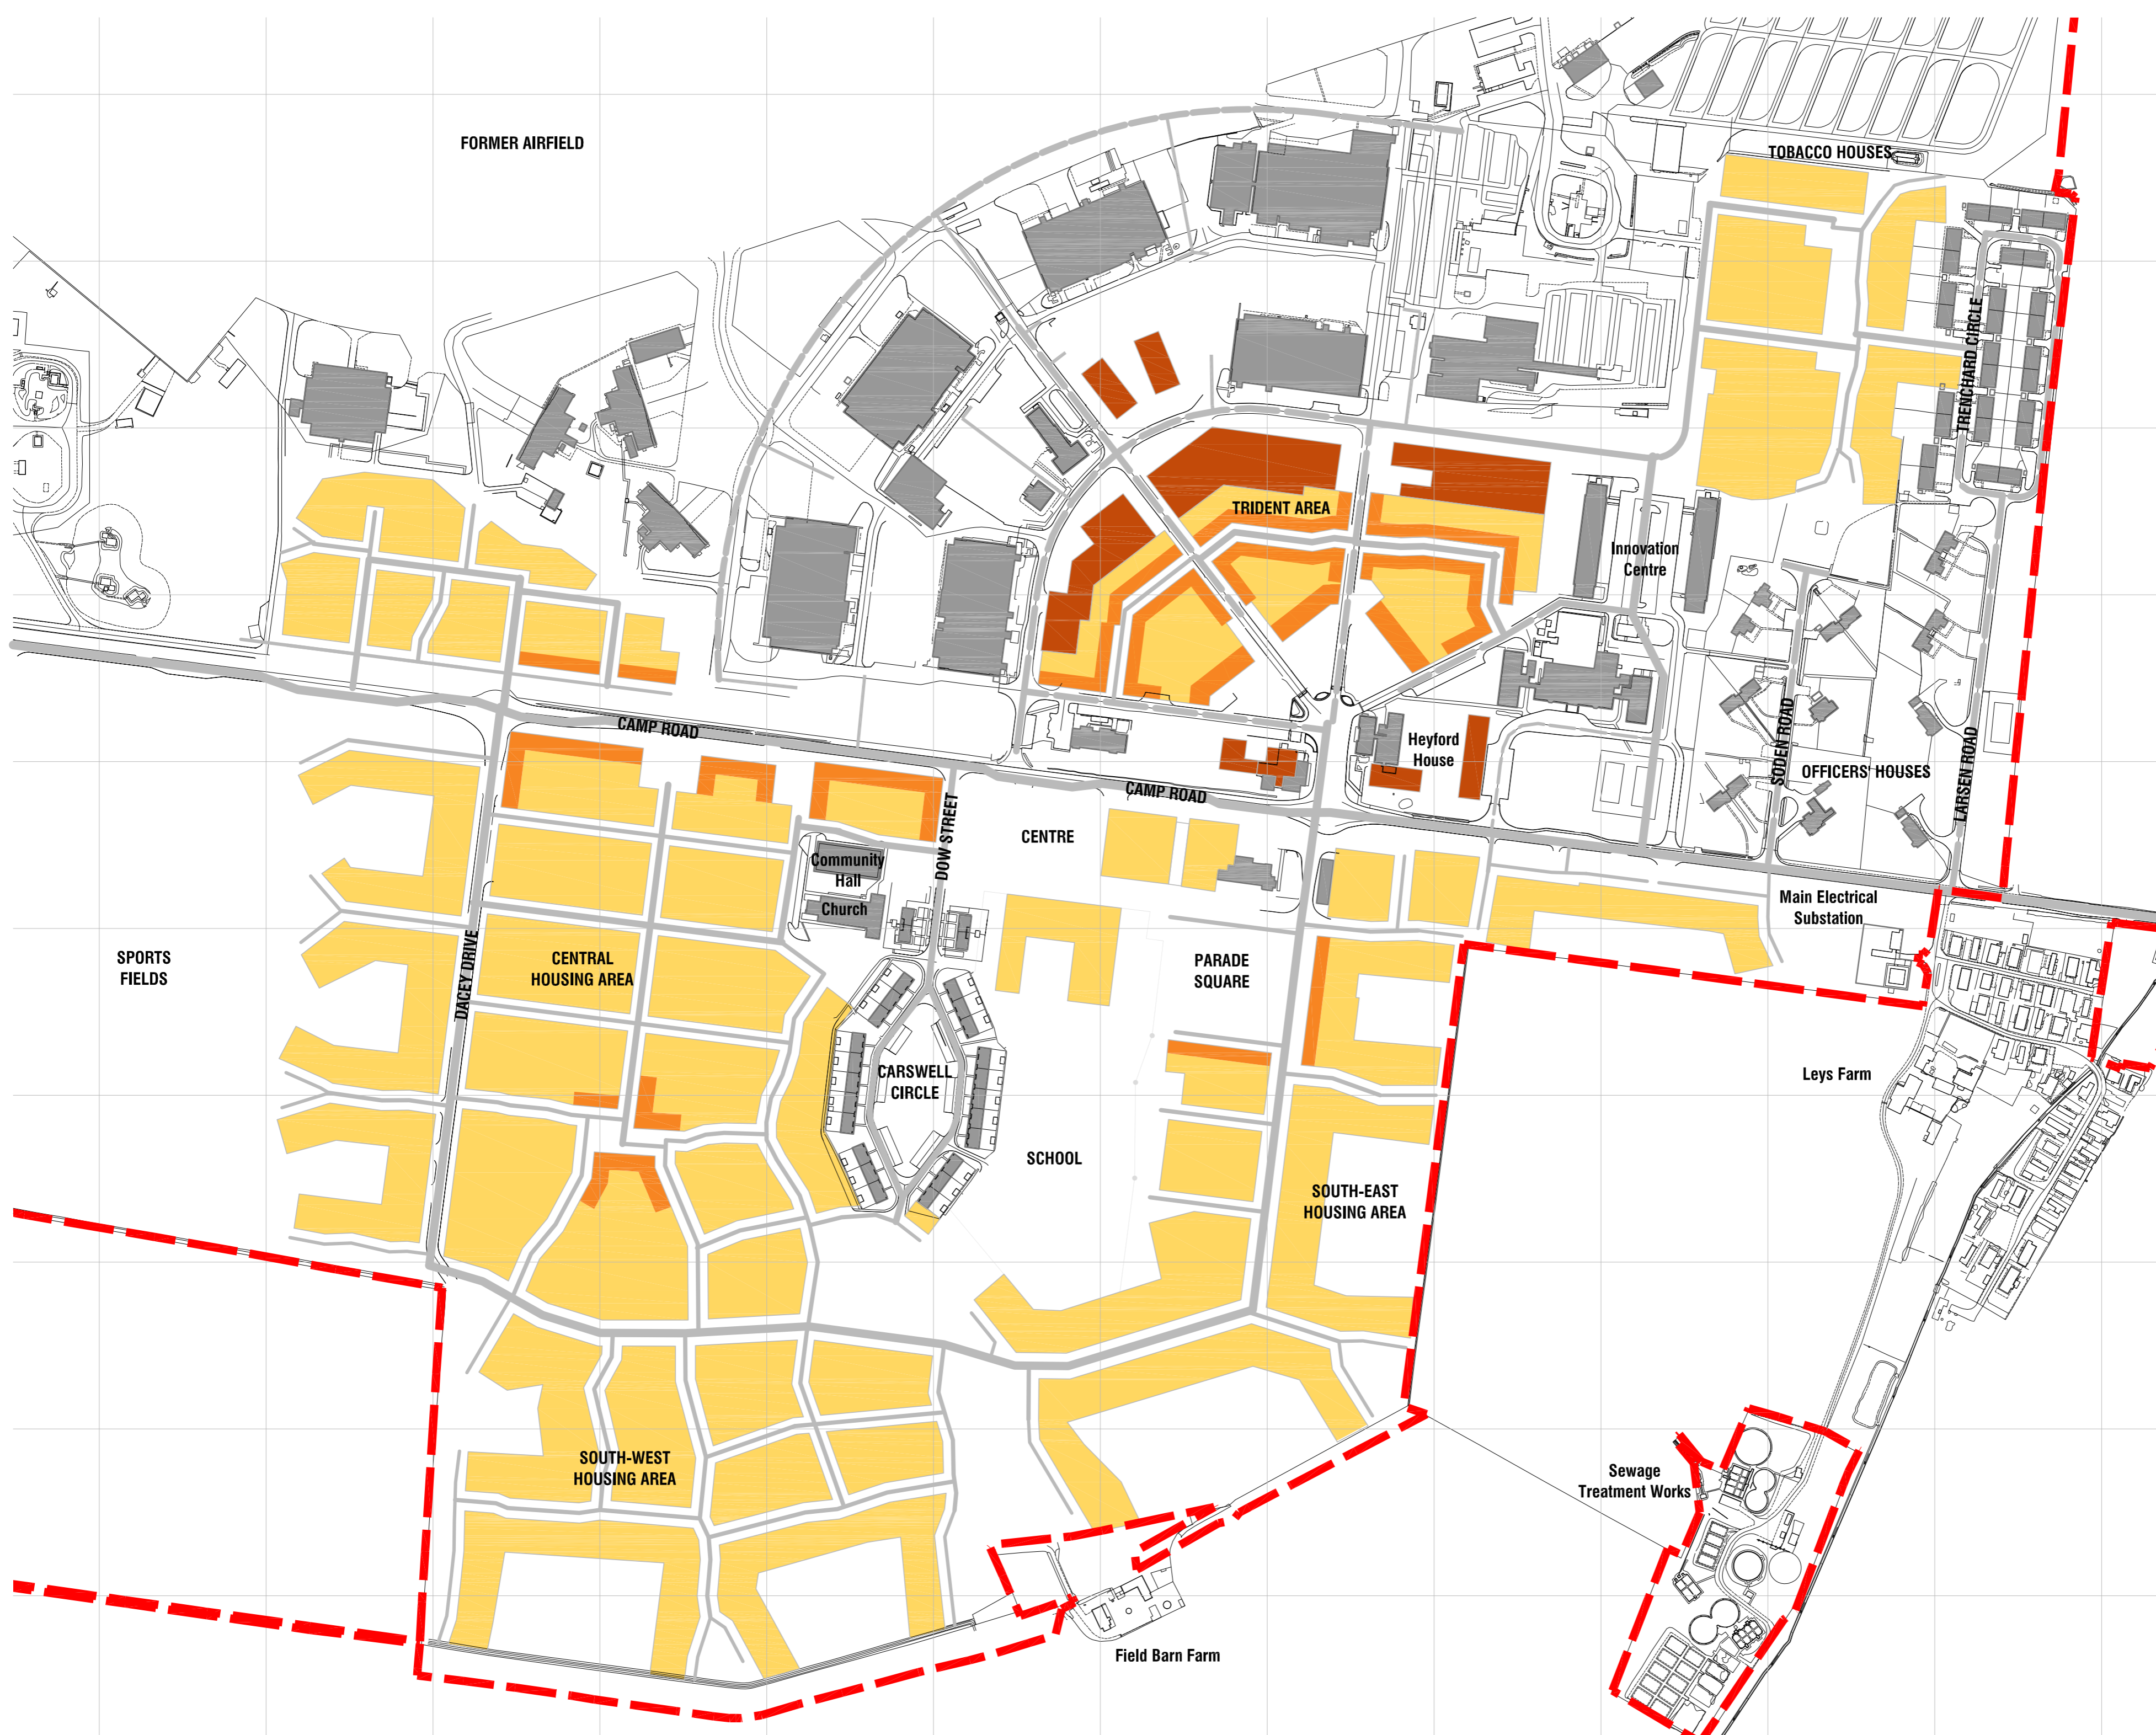 FORMER AIRFIELD
TOBACCO HOUSES
TRENCHARD CIRCLE
TRIDENT AREA
Innovation
Centre
CAMP ROAD
Heyford
House
SODEN ROAD
OFFICERS' HOUSES
LARSEN ROAD
CAMP ROAD
DOW STREET
CENTRE
Community
Hall
Church
Main Electrical
Substation
SPORTS
FIELDS
DACEY DRIVE
CENTRAL
HOUSING AREA
PARADE
SQUARE
CARSWELL
CIRCLE
Leys Farm
SCHOOL
SOUTH-EAST
HOUSING AREA
SOUTH-WEST
HOUSING AREA
Sewage
Treatment Works
Field Barn Farm